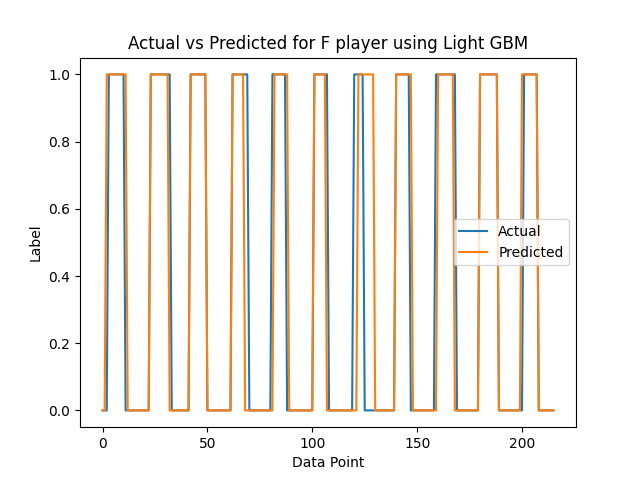 Actual vs Predicted for F player using Light GBM
1.0
0.8
0.6
0.4
0.2
0.0
Label
Actual
Predicted
0 50 100 150 200
Data Point